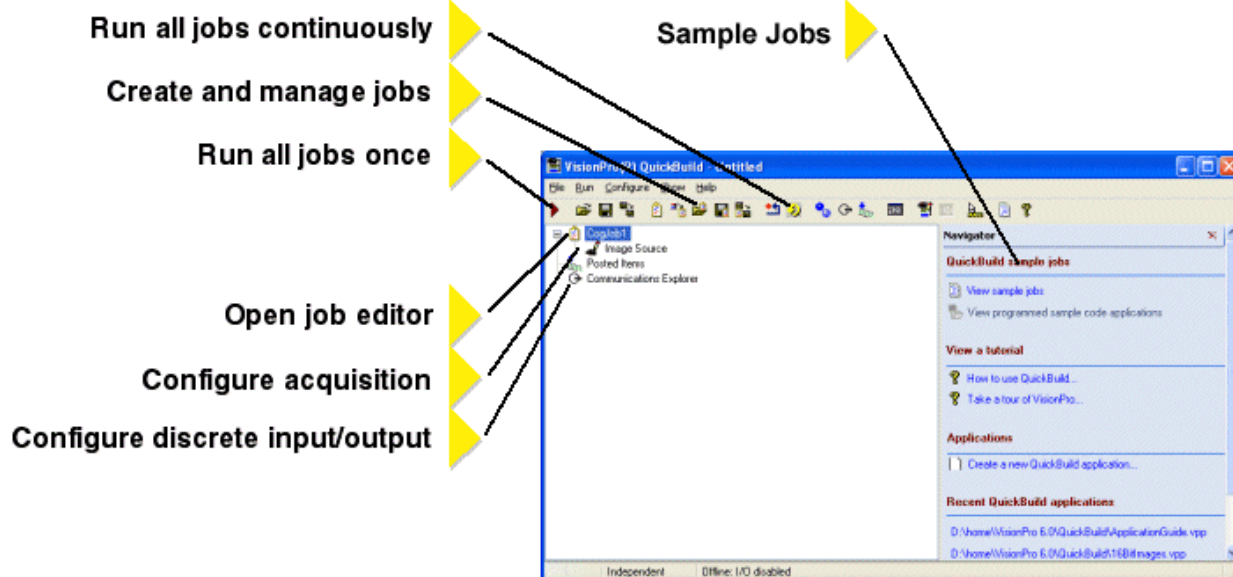 Run all jobs continuously
Sample Jobs
Create and manage jobs
Run all jobs once
VisionPro(R) QuickBuild - Untitled
File Run Configure Show Help
CogJob1
Image Source
Posted Items
Communications Explorer
Navigator
QuickBuild sample jobs
View sample jobs
View programmed sample code applications
View a tutorial
How to use QuickBuild...
Take a tour of VisionPro...
Applications
Create a new QuickBuild application...
Recent QuickBuild applications
D:\home\VisionPro 6.0\QuickBuild\ApplicationGuide.vpp
D:\home\VisionPro 6.0\QuickBuild\16BitImages.vpp
Open job editor
Configure acquisition
Configure discrete input/output
Independent Offline: I/O disabled